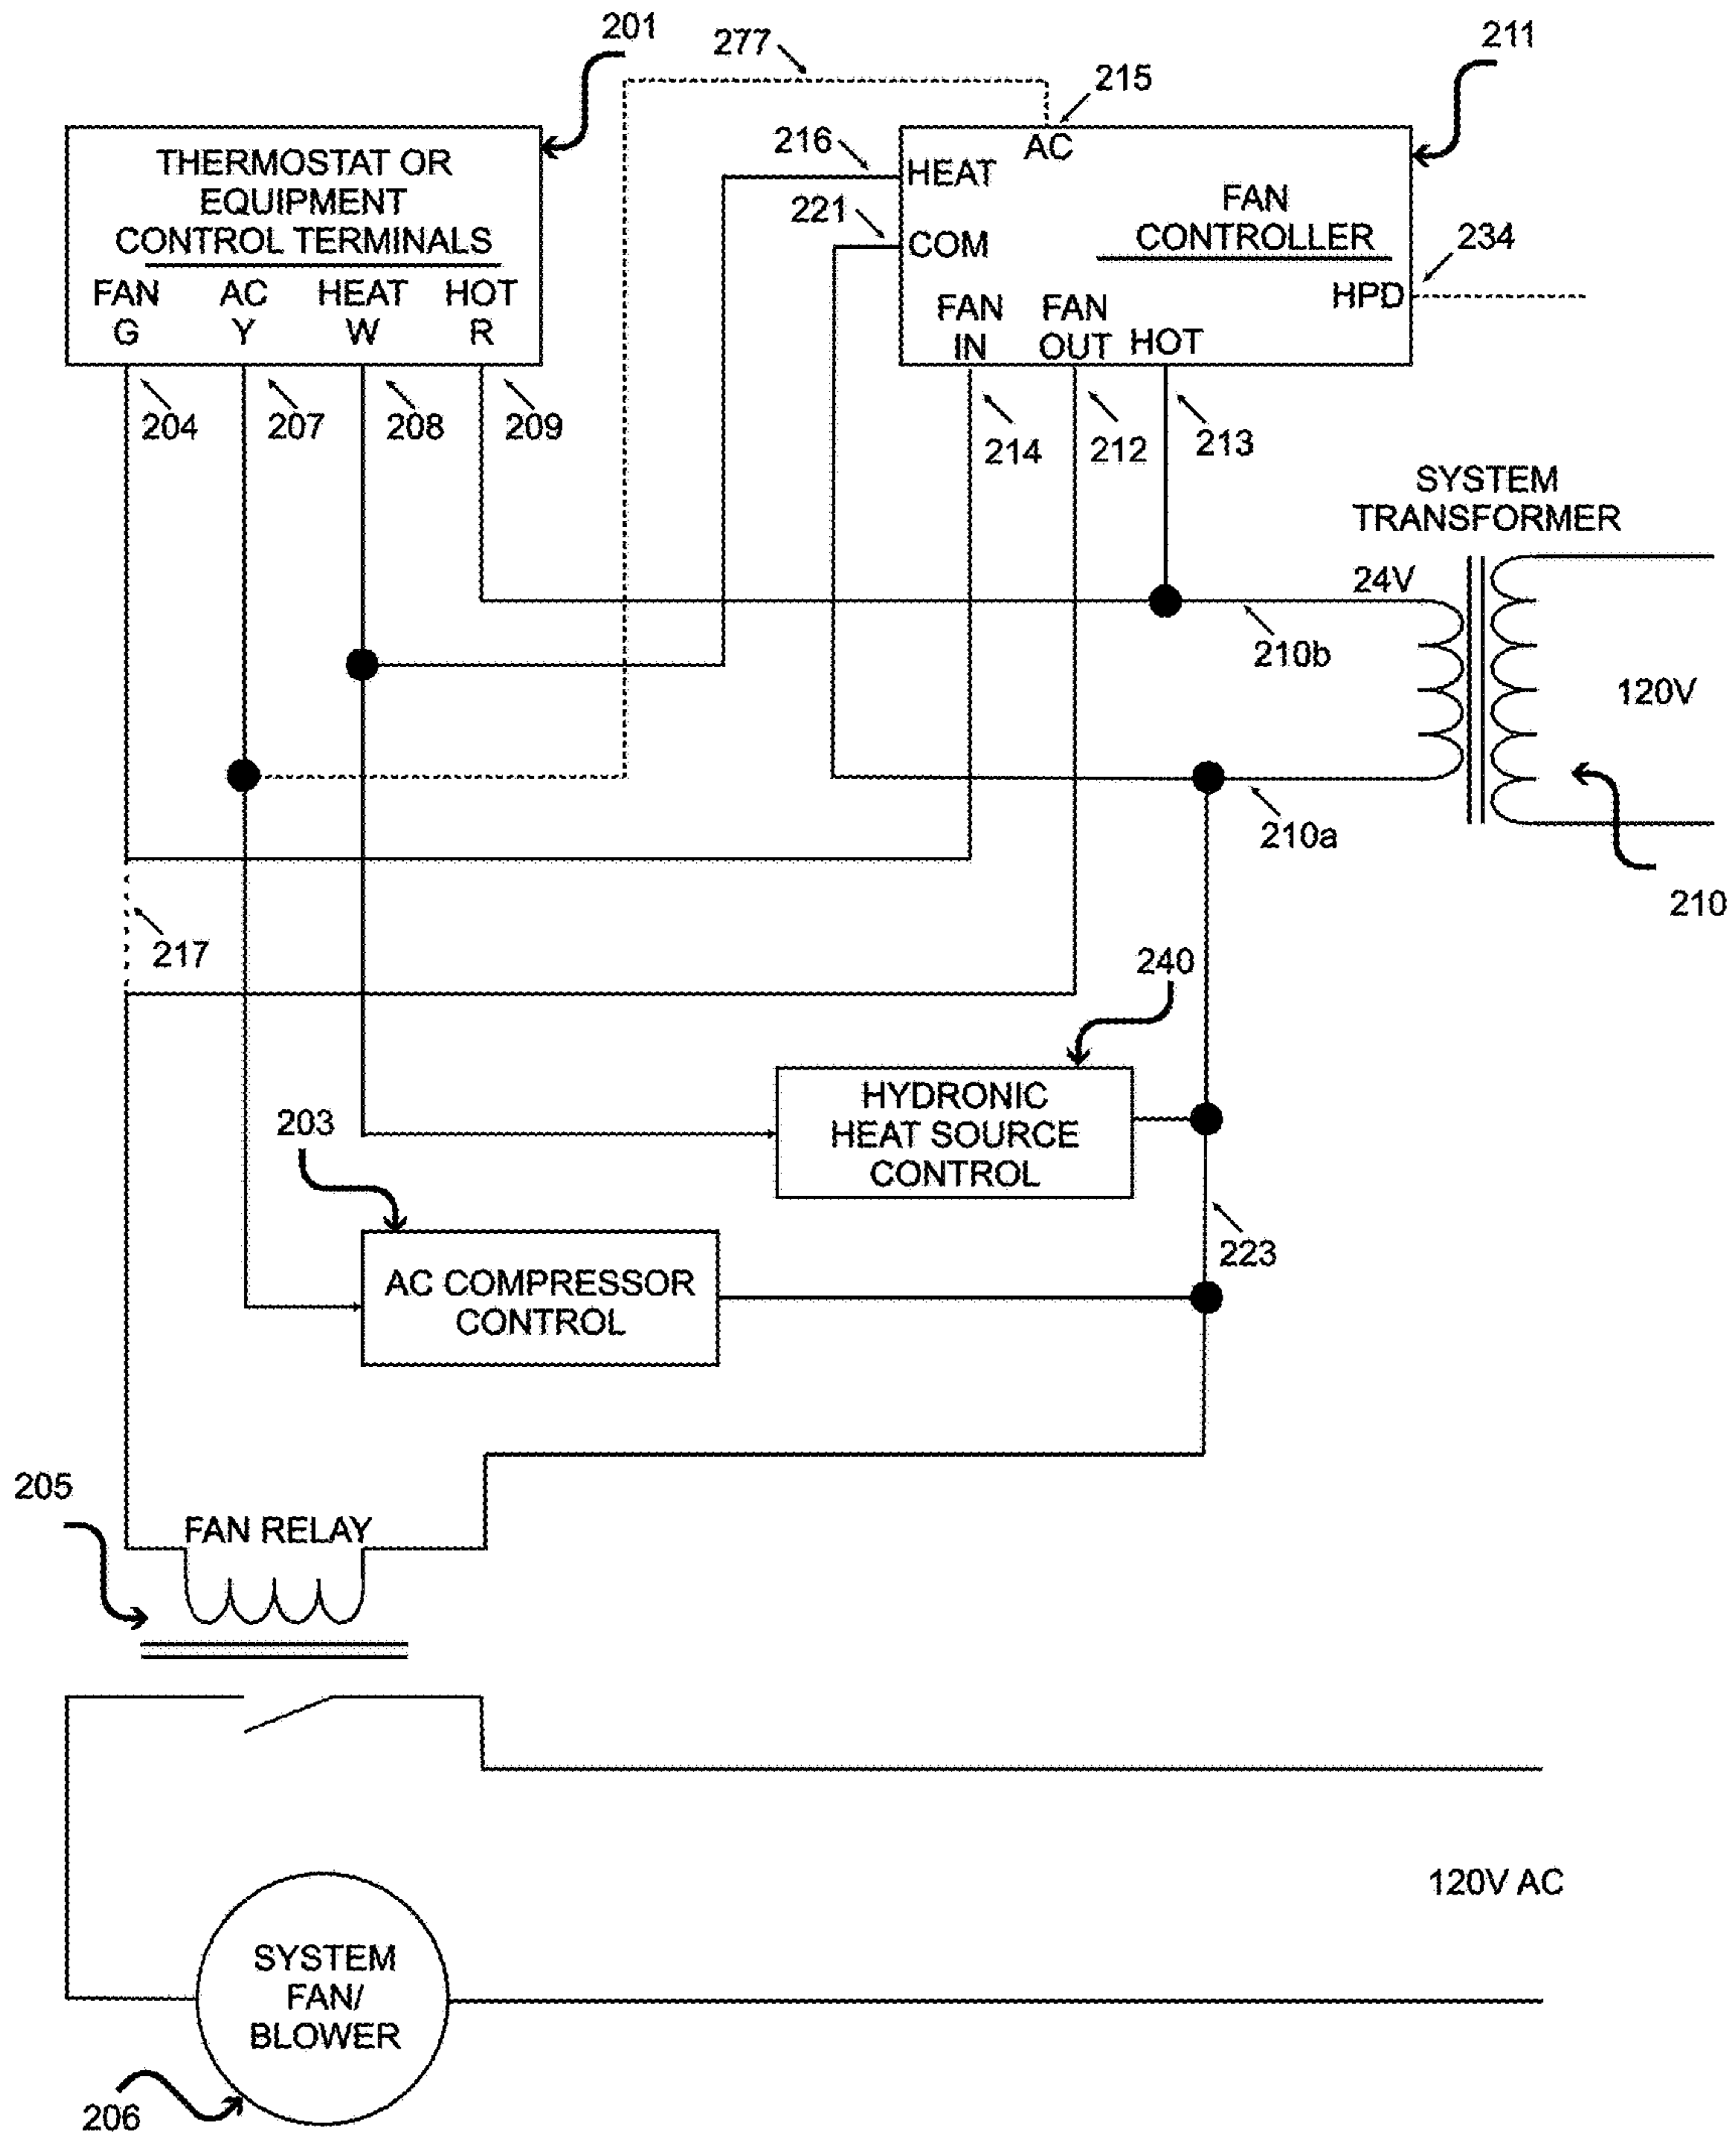 201
277
211
215
THERMOSTAT OR
EQUIPMENT
CONTROL TERMINALS
FAN AC HEAT HOT
G Y W R
216
221
AC
HEAT
COM
FAN
CONTROLLER
HPD
234
FAN FAN
IN OUT HOT
204
207
208
209
214
212
213
SYSTEM
TRANSFORMER
24V
210b
120V
210a
210
217
240
HYDRONIC
HEAT SOURCE
CONTROL
203
223
AC COMPRESSOR
CONTROL
205
FAN RELAY
120V AC
SYSTEM
FAN/
BLOWER
206